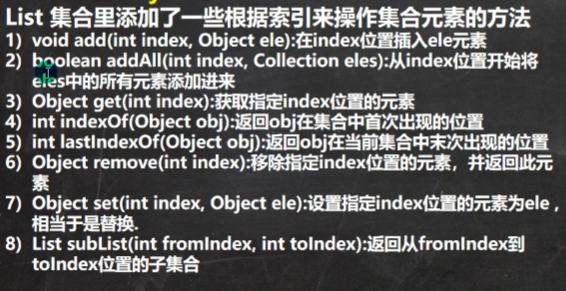 List 集合里添加了一些根据索引来操作集合元素的方法
1) void add(int index, Object ele):在index位置插入ele元素
2) boolean addAll(int index, Collection eles):从index位置开始将
eles中的所有元素添加进来
3) Object get(int index):获取指定index位置的元素
4) int indexOf(Object obj):返回obj在集合中首次出现的位置
5) int lastIndexOf(Object obj):返回obj在当前集合中末次出现的位置
6) Object remove(int index):移除指定index位置的元素，并返回此元
素
7) Object set(int index, Object ele):设置指定index位置的元素为ele ,
相当于是替换.
8) List subList(int fromIndex, int toIndex):返回从fromIndex到
toIndex位置的子集合